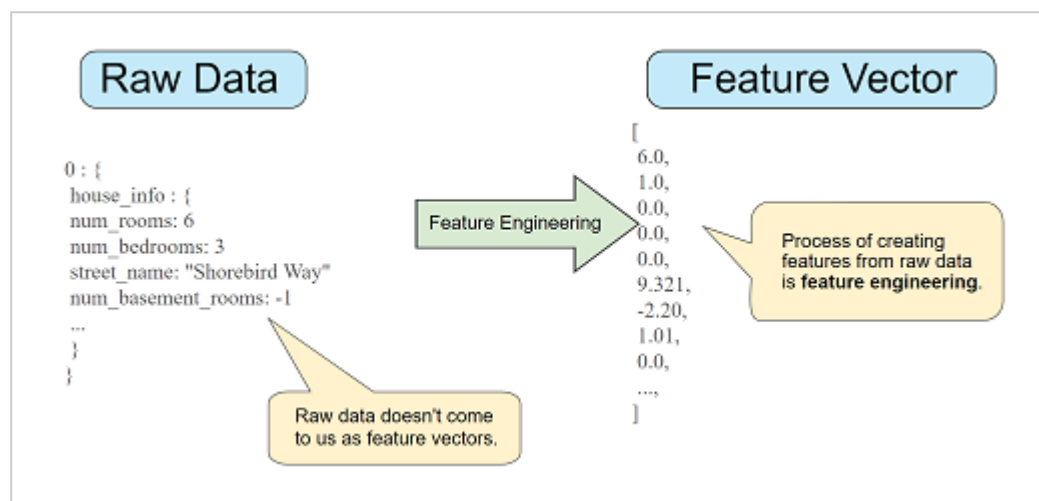 Raw Data
Feature Vector
0 : {
house_info : {
num_rooms: 6
num_bedrooms: 3
street_name: "Shorebird Way"
num_basement_rooms: -1
...
}
}
Raw data doesn't come
to us as feature vectors.
Feature Engineering
[
6.0,
1.0,
0.0,
0.0,
0.0,
9.321,
-2.20,
1.01,
0.0,
...,
]
Process of creating
features from raw data
is feature engineering.